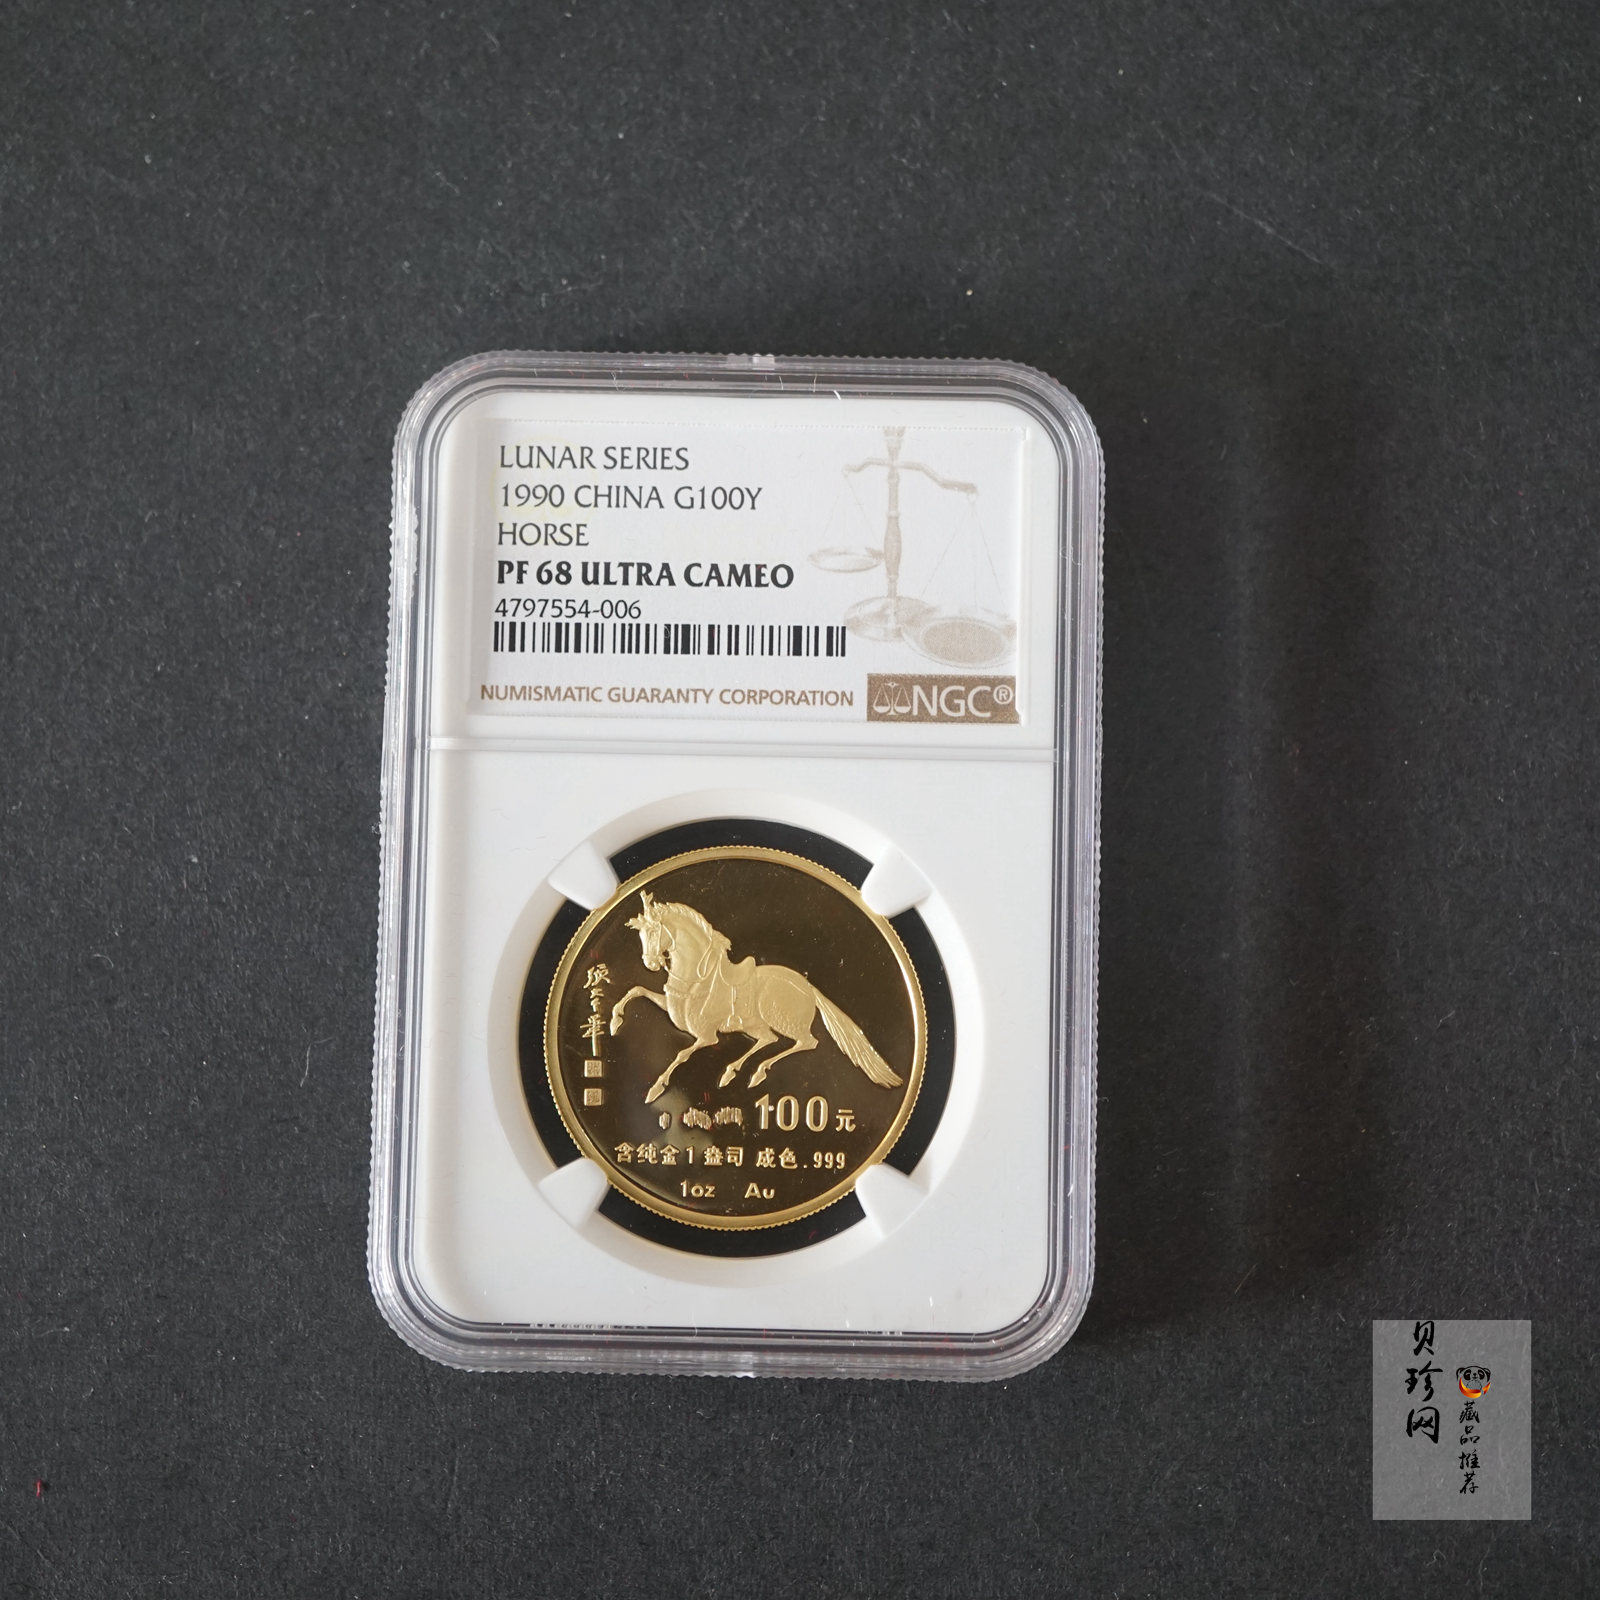 LUNAR SERIES
1990 CHINA G100Y
HORSE
PF 68 ULTRA CAMEO
4797554-006
NUMISMATIC GUARANTY CORPORATION
NGC®
100元
含纯金1盎司 成色.999
1oz Au
贝珍网
藏品推荐